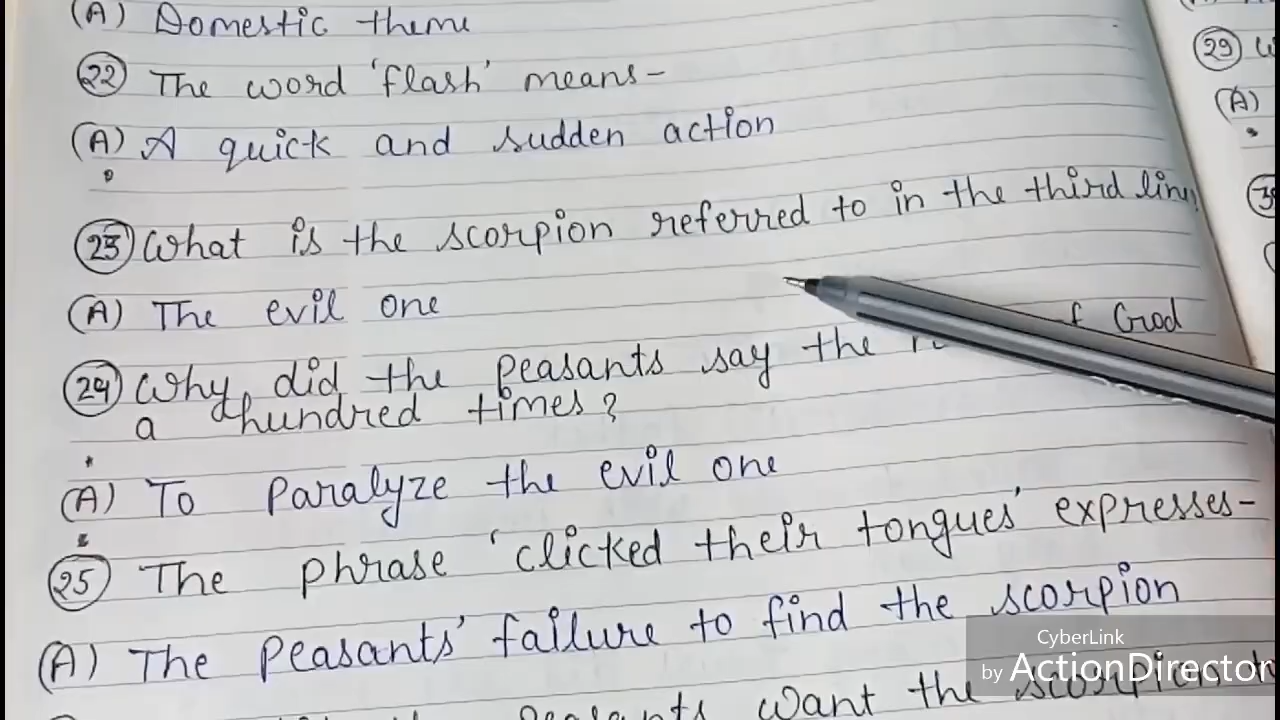 (A) Domestic theme
(22) The word 'flash' means-
(A) A quick and sudden action
(23) What is the scorpion referred to in the third
(A) The evil one
(24) Why did the peasants say the of God
a hundred times?
(A) To paralyze the evil one
(25) The phrase 'clicked their tongues' expresses-
(A) The peasants' failure to find the scorpion
peasants want the scorpion
(29)
(A)
CyberLink
by ActionDirector